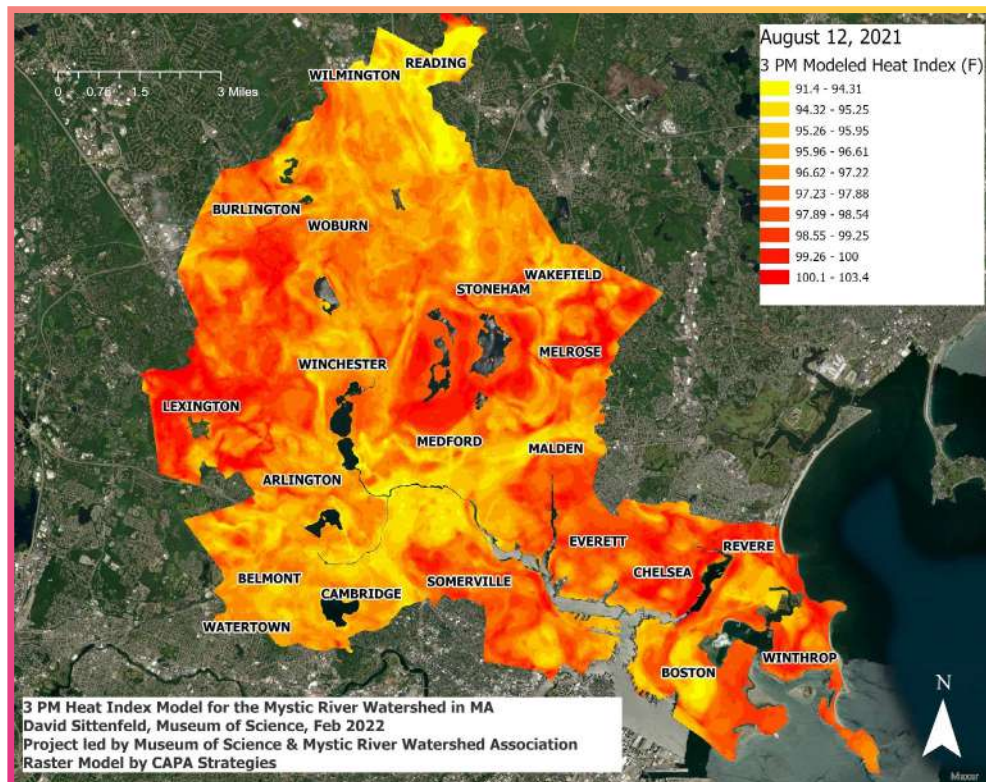 August 12, 2021
3 PM Modeled Heat Index (F)
91.4 - 94.31
94.32 - 95.25
95.26 - 95.95
95.96 - 96.61
96.62 - 97.22
97.23 - 97.88
97.89 - 98.54
98.55 - 99.25
99.26 - 100
100.1 - 103.4
0 0.75 1.5 3 Miles
READING
WILMINGTON
BURLINGTON
WOBURN
WAKEFIELD
STONEHAM
MELROSE
WINCHESTER
LEXINGTON
MEDFORD
MALDEN
ARLINGTON
EVERETT
REVERE
CHELSEA
BELMONT
SOMERVILLE
CAMBRIDGE
WATERTOWN
WINTHROP
BOSTON
N
3 PM Heat Index Model for the Mystic River Watershed in MA
David Sittenfeld, Museum of Science, Feb 2022
Project led by Museum of Science & Mystic River Watershed Association
Raster Model by CAPA Strategies
Maxar